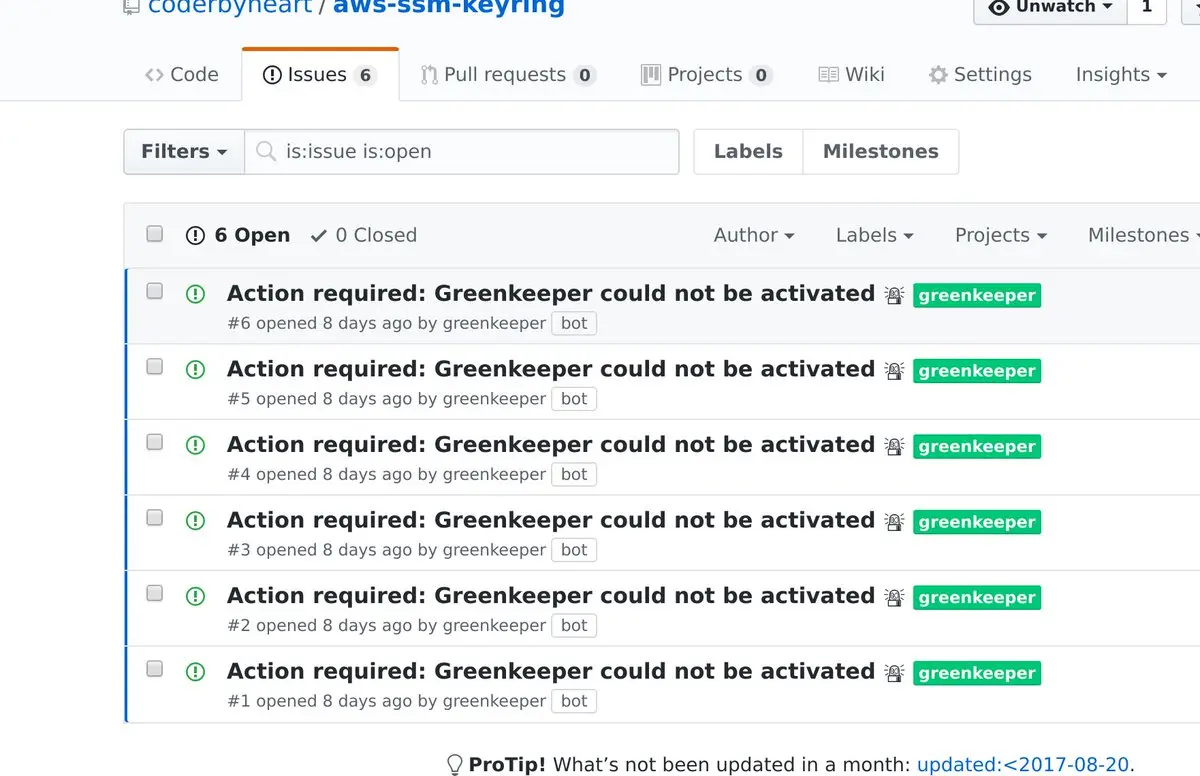 coderbyheart / aws-ssm-keyring Unwatch 1
Code Issues 6 Pull requests 0 Projects 0 Wiki Settings Insights
Filters is:issue is:open Labels Milestones
6 Open 0 Closed Author Labels Projects Milestones
Action required: Greenkeeper could not be activated 🚨 greenkeeper
#6 opened 8 days ago by greenkeeper bot
Action required: Greenkeeper could not be activated 🚨 greenkeeper
#5 opened 8 days ago by greenkeeper bot
Action required: Greenkeeper could not be activated 🚨 greenkeeper
#4 opened 8 days ago by greenkeeper bot
Action required: Greenkeeper could not be activated 🚨 greenkeeper
#3 opened 8 days ago by greenkeeper bot
Action required: Greenkeeper could not be activated 🚨 greenkeeper
#2 opened 8 days ago by greenkeeper bot
Action required: Greenkeeper could not be activated 🚨 greenkeeper
#1 opened 8 days ago by greenkeeper bot
ProTip! What’s not been updated in a month: updated:<2017-08-20.